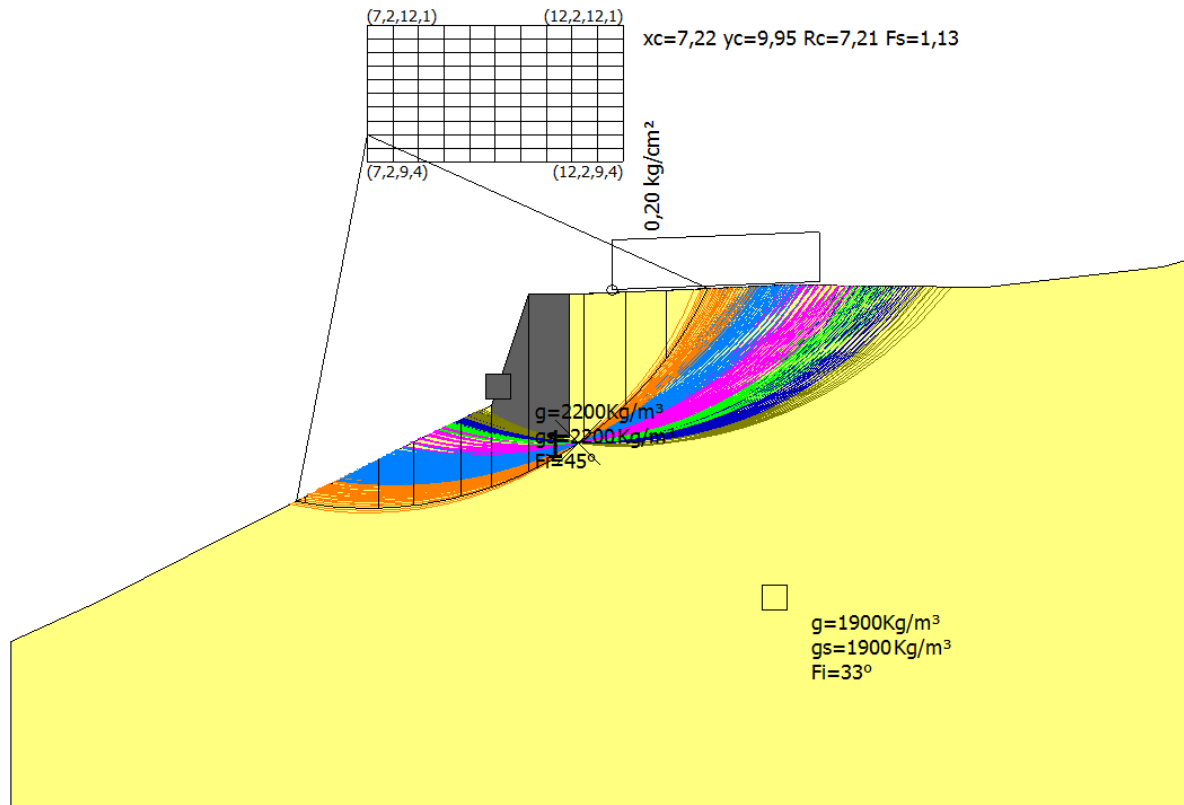 (7,2,12,1)
(12,2,12,1)
xc=7,22 yc=9,95 Rc=7,21 Fs=1,13
(7,2,9,4)
(12,2,9,4)
0,20 kg/cm²
g=2200Kg/m³
gs=2200Kg/m³
Fi=45º
1
g=1900Kg/m³
gs=1900Kg/m³
Fi=33º